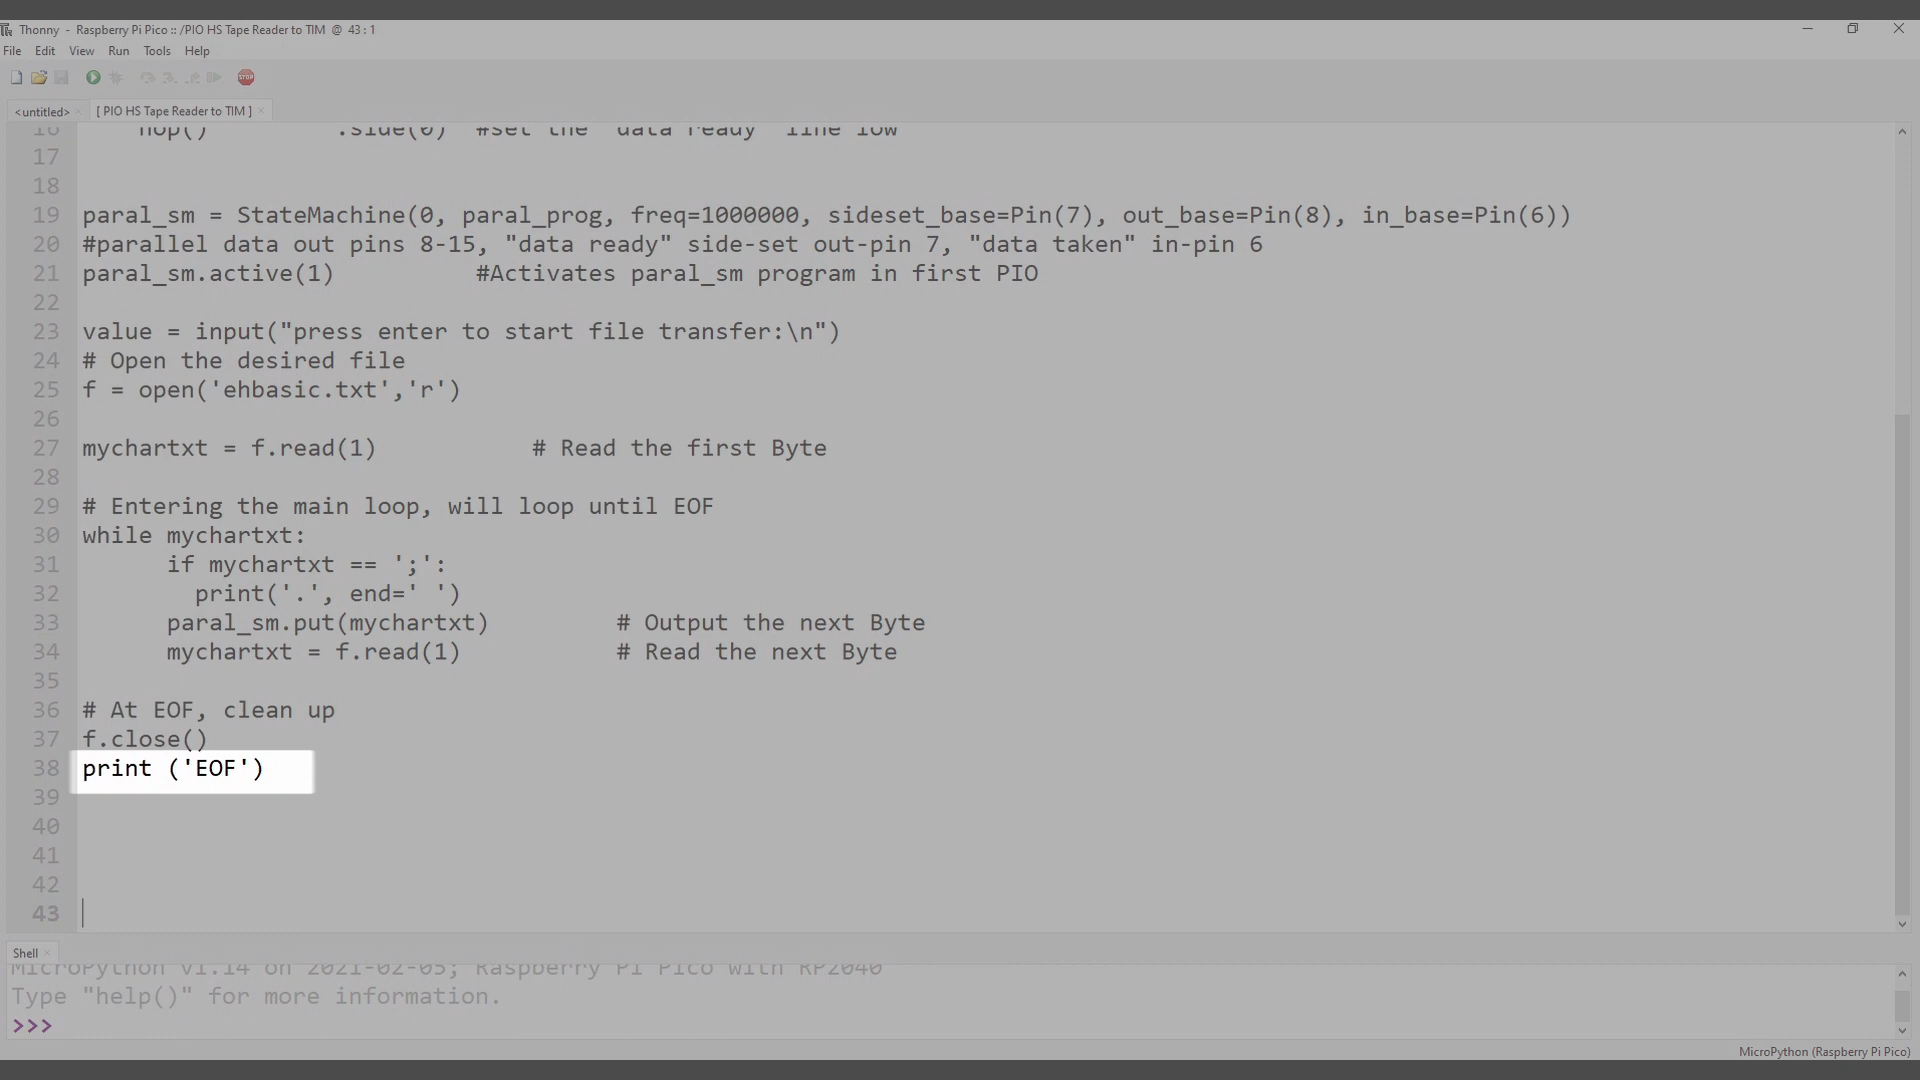 Thonny - Raspberry Pi Pico :: /PIO HS Tape Reader to TIM @ 43 : 1
File Edit View Run Tools Help
STOP
<untitled> × [ PIO HS Tape Reader to TIM ] ×
16 nop() .side(0) #set the "data ready" line low
17
18
19 paral_sm = StateMachine(0, paral_prog, freq=1000000, sideset_base=Pin(7), out_base=Pin(8), in_base=Pin(6))
20 #parallel data out pins 8-15, "data ready" side-set out-pin 7, "data taken" in-pin 6
21 paral_sm.active(1) #Activates paral_sm program in first PIO
22
23 value = input("press enter to start file transfer:\n")
24 # Open the desired file
25 f = open('ehbasic.txt','r')
26
27 mychartxt = f.read(1) # Read the first Byte
28
29 # Entering the main loop, will loop until EOF
30 while mychartxt:
31 if mychartxt == ';':
32 print('.', end=' ')
33 paral_sm.put(mychartxt) # Output the next Byte
34 mychartxt = f.read(1) # Read the next Byte
35
36 # At EOF, clean up
37 f.close()
38 print ('EOF')
39
40
41
42
43
Shell ×
MicroPython v1.14 on 2021-02-05; Raspberry Pi Pico with RP2040
Type "help()" for more information.
>>>
MicroPython (Raspberry Pi Pico)